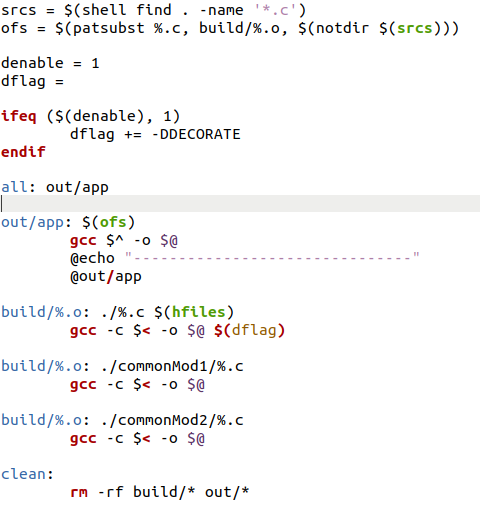 srcs = $(shell find . -name '*.c')
ofs = $(patsubst %.c, build/%.o, $(notdir $(srcs)))

denable = 1
dflag =

ifeq ($(denable), 1)
        dflag += -DDECORATE
endif

all: out/app

out/app: $(ofs)
        gcc $^ -o $@
        @echo "-------------------------------"
        @out/app

build/%.o: ./%.c $(hfiles)
        gcc -c $< -o $@ $(dflag)

build/%.o: ./commonMod1/%.c
        gcc -c $< -o $@

build/%.o: ./commonMod2/%.c
        gcc -c $< -o $@

clean:
        rm -rf build/* out/*